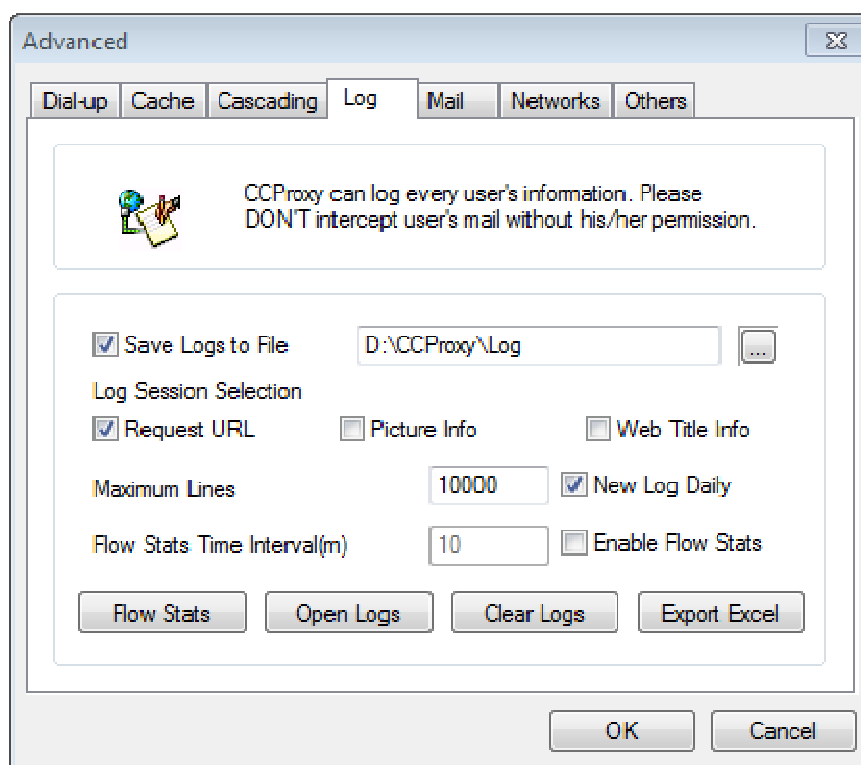 Advanced
Dial-up Cache Cascading Log Mail Networks Others
CCProxy can log every user's information. Please
DON'T intercept user's mail without his/her permission.
Save Logs to File D:\CCProxy\Log ...
Log Session Selection
Request URL Picture Info Web Title Info
Maximum Lines 10000 New Log Daily
Flow Stats Time Interval(m) 10 Enable Flow Stats
Flow Stats Open Logs Clear Logs Export Excel
OK Cancel